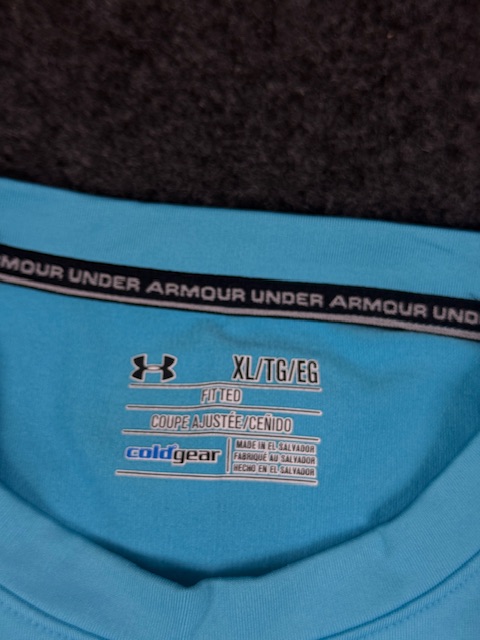 MOUR UNDER ARMOUR UNDER ARMOUR UND
XL/TG/EG
FITTED
COUPE AJUSTÉE/CEÑIDO
coldgear
MADE IN EL SALVADOR
FABRIQUÉ AU SALVADOR
HECHO EN EL SALVADOR